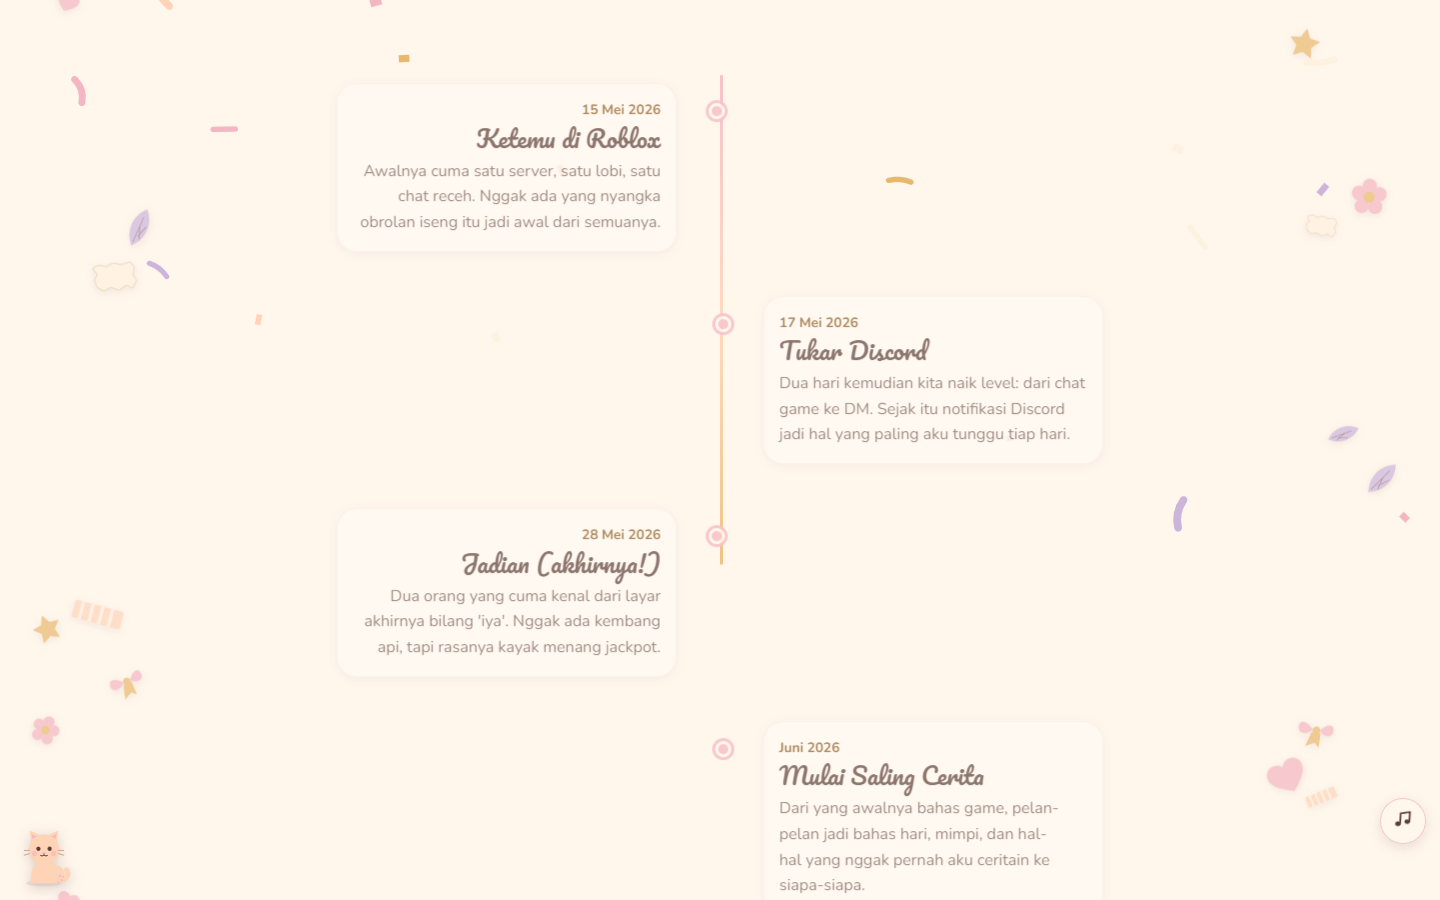 15 Mei 2026
Ketemu di Roblox
Awalnya cuma satu server, satu lobi, satu
chat receh. Nggak ada yang nyangka
obrolan iseng itu jadi awal dari semuanya.
17 Mei 2026
Tukar Discord
Dua hari kemudian kita naik level: dari chat
game ke DM. Sejak itu notifikasi Discord
jadi hal yang paling aku tunggu tiap hari.
28 Mei 2026
Jadian (akhirnya!)
Dua orang yang cuma kenal dari layar
akhirnya bilang 'iya'. Nggak ada kembang
api, tapi rasanya kayak menang jackpot.
Juni 2026
Mulai Saling Cerita
Dari yang awalnya bahas game, pelan-
pelan jadi bahas hari, mimpi, dan hal-
hal yang nggak pernah aku ceritain ke
siapa-siapa.